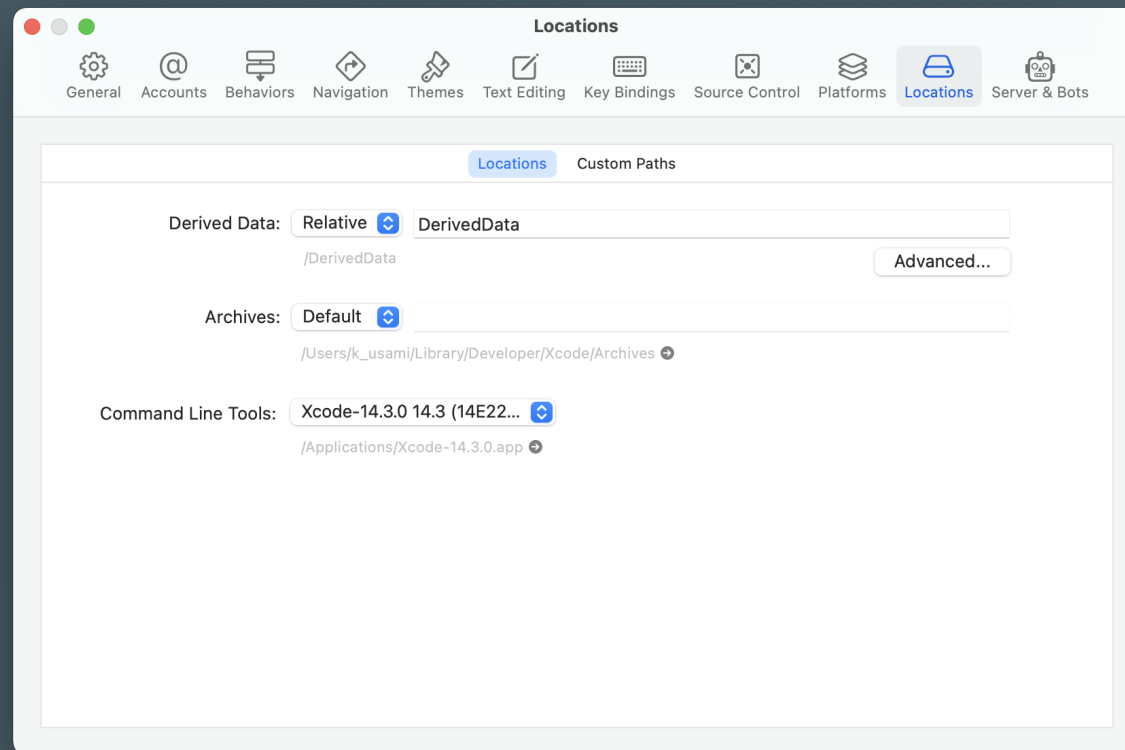 Locations
General Accounts Behaviors Navigation Themes Text Editing Key Bindings Source Control Platforms Locations Server & Bots
Locations Custom Paths
Derived Data: Relative DerivedData
/DerivedData
Advanced...
Archives: Default
/Users/k_usami/Library/Developer/Xcode/Archives
Command Line Tools: Xcode-14.3.0 14.3 (14E22...
/Applications/Xcode-14.3.0.app